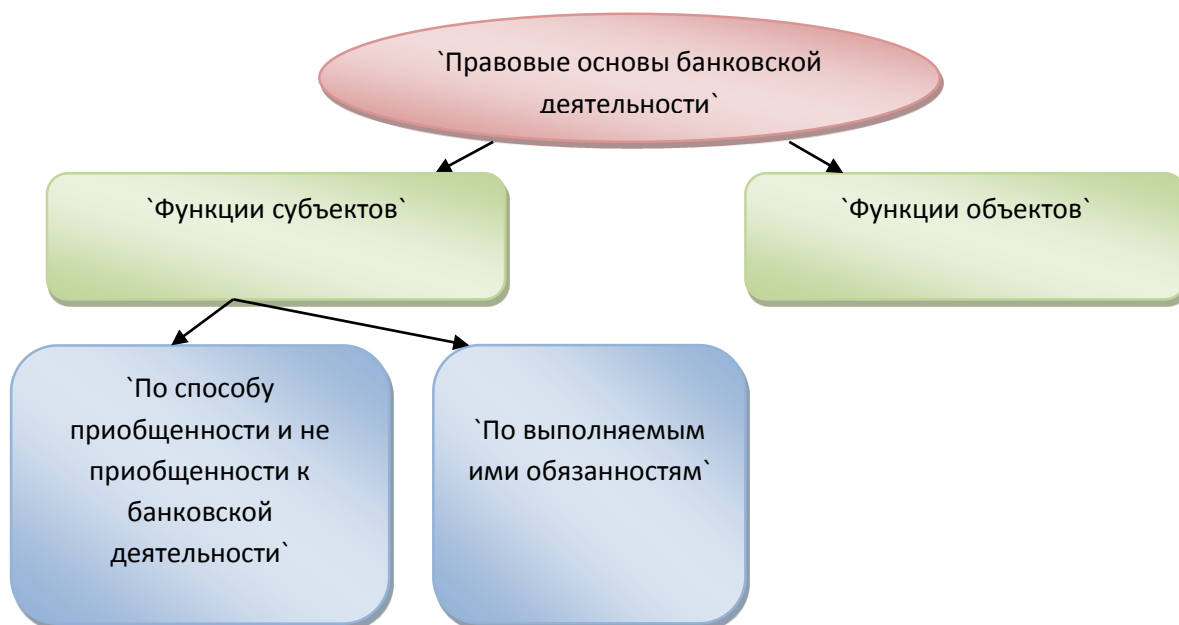 `Правовые основы банковской
деятельности`
`Функции субъектов`
`Функции объектов`
`По способу
приобщенности и не
приобщенности к
банковской
деятельности`
`По выполняемым
ими обязанностям`